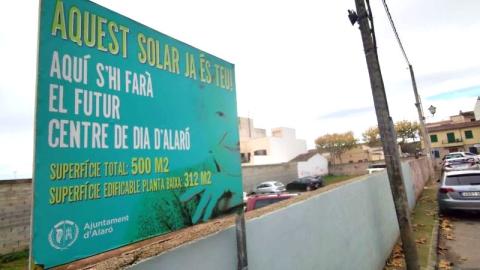 AQUEST SOLAR JA ÉS TEU!
AQUÍ S'HI FARÀ
EL FUTUR
CENTRE DE DIA D'ALARÓ
SUPERFÍCIE TOTAL: 500 M2
SUPERFÍCIE EDIFICABLE PLANTA BAIXA: 312 M2
Ajuntament
d'Alaró